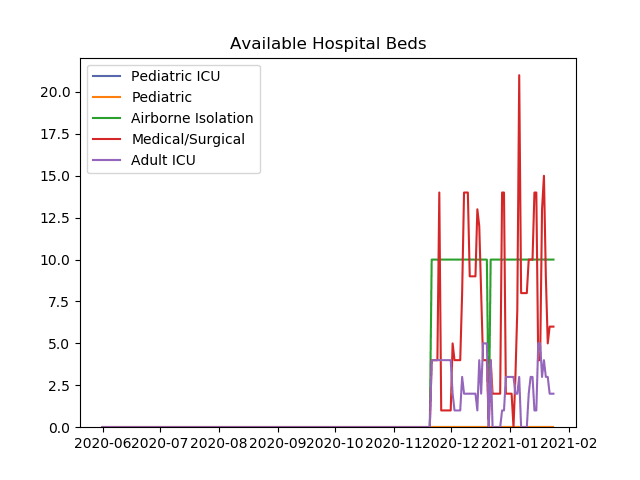 Available Hospital Beds
Pediatric ICU
Pediatric
Airborne Isolation
Medical/Surgical
Adult ICU
20.0
17.5
15.0
12.5
10.0
7.5
5.0
2.5
0.0
2020-06 2020-07 2020-08 2020-09 2020-10 2020-11 2020-12 2021-01 2021-02